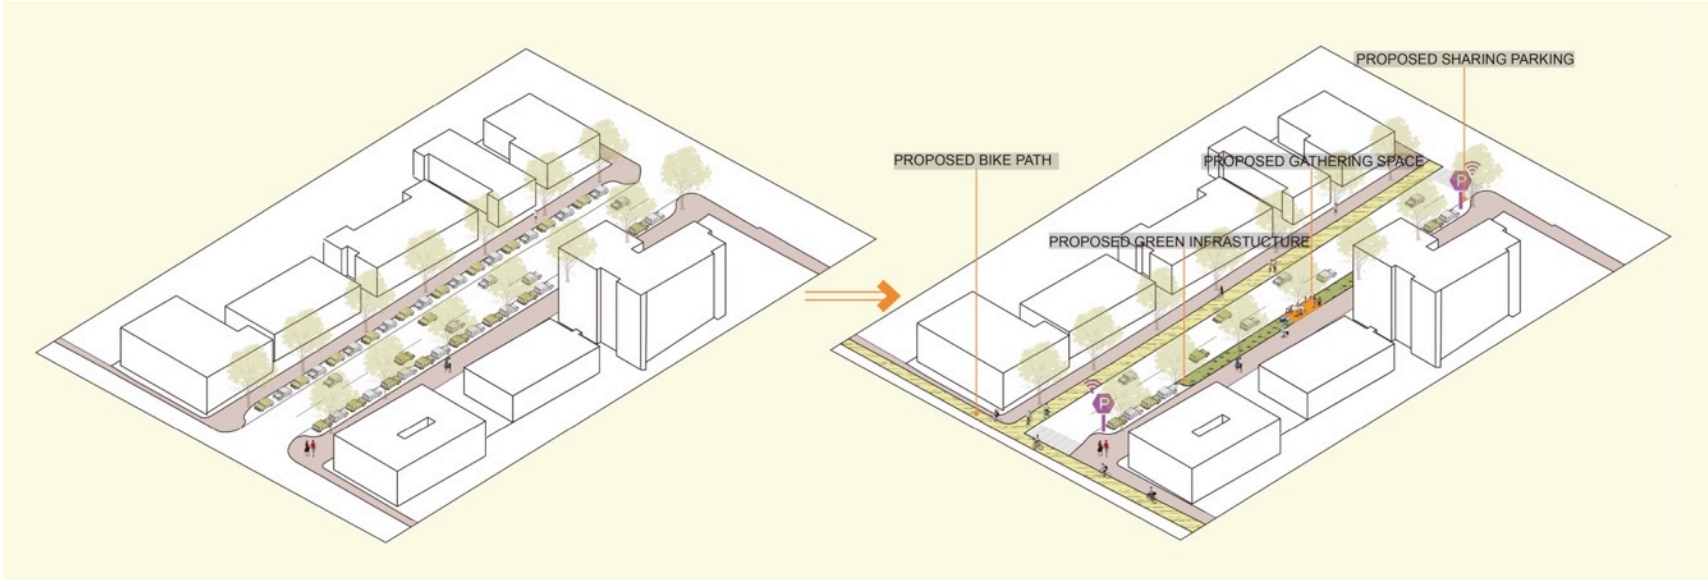 PROPOSED SHARING PARKING
PROPOSED BIKE PATH
PROPOSED GATHERING SPACE
P
PROPOSED GREEN INFRASTUCTURE
P